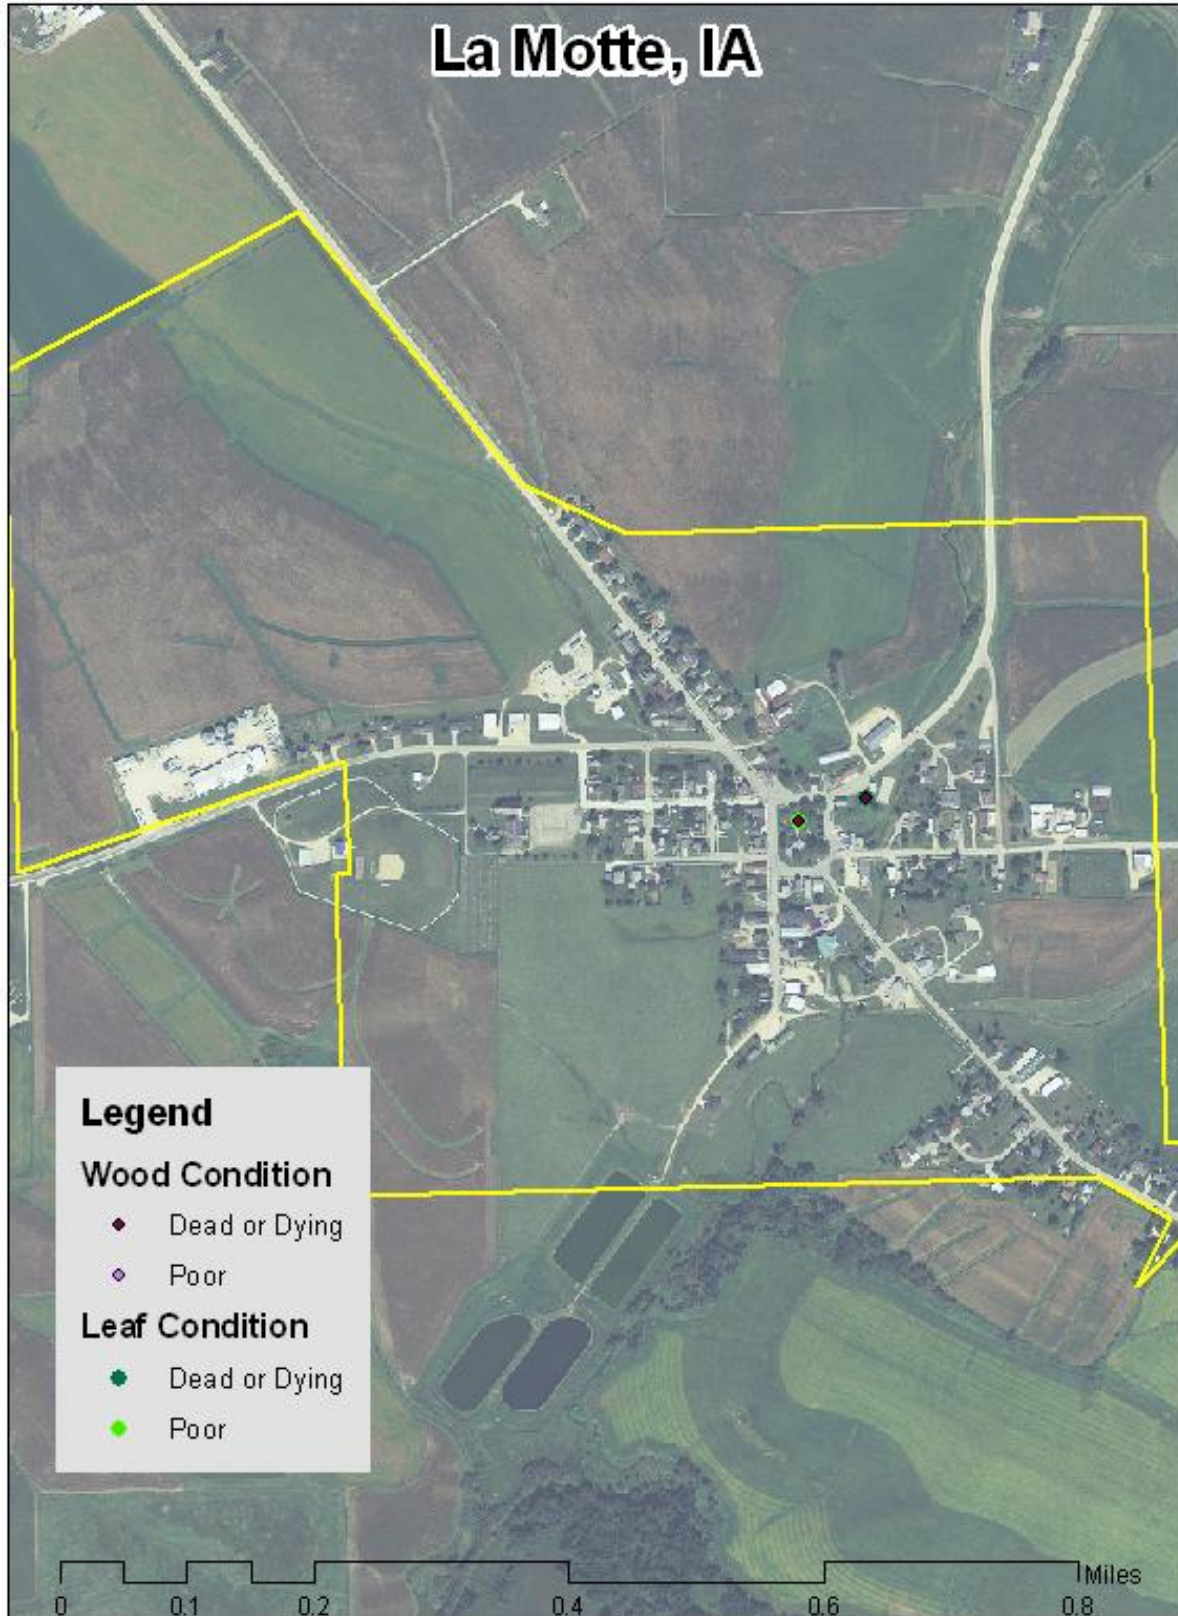 La Motte, IA
Legend
Wood Condition
Dead or Dying
Poor
Leaf Condition
Dead or Dying
Poor
Miles
0 0.1 0.2 0.4 0.6 0.8